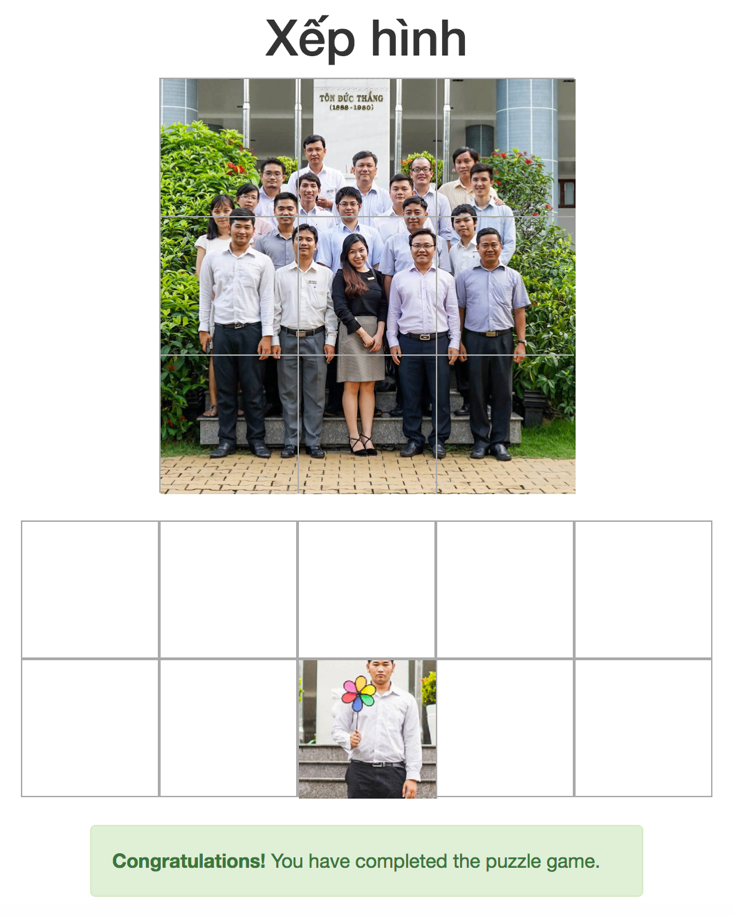 Xếp hình
TÔN ĐỨC THẮNG
(1888-1980)
Congratulations! You have completed the puzzle game.